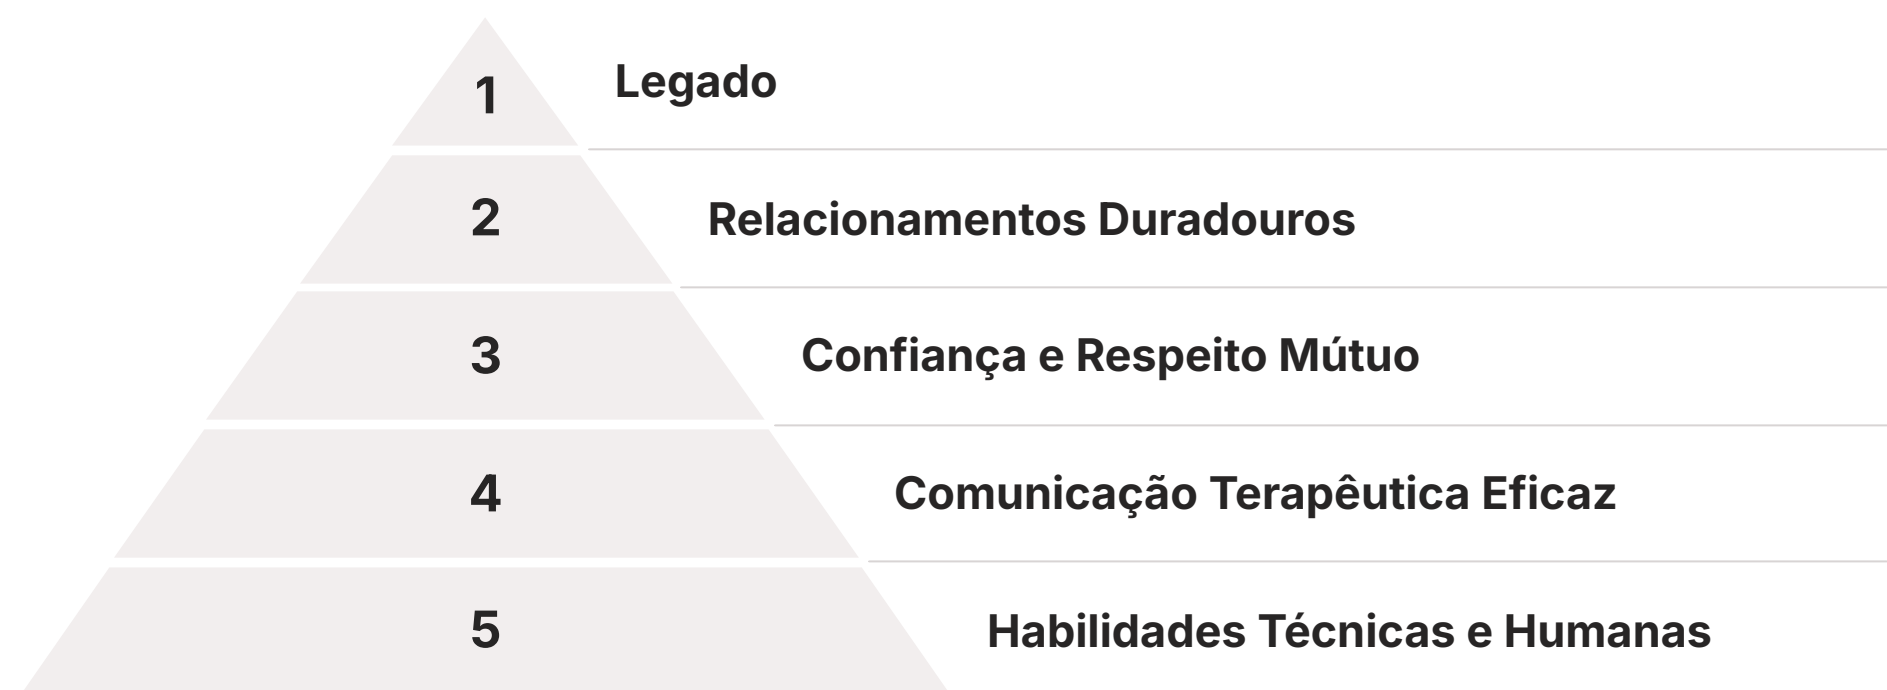 1 Legado
2 Relacionamentos Duradouros
3 Confiança e Respeito Mútuo
4 Comunicação Terapêutica Eficaz
5 Habilidades Técnicas e Humanas